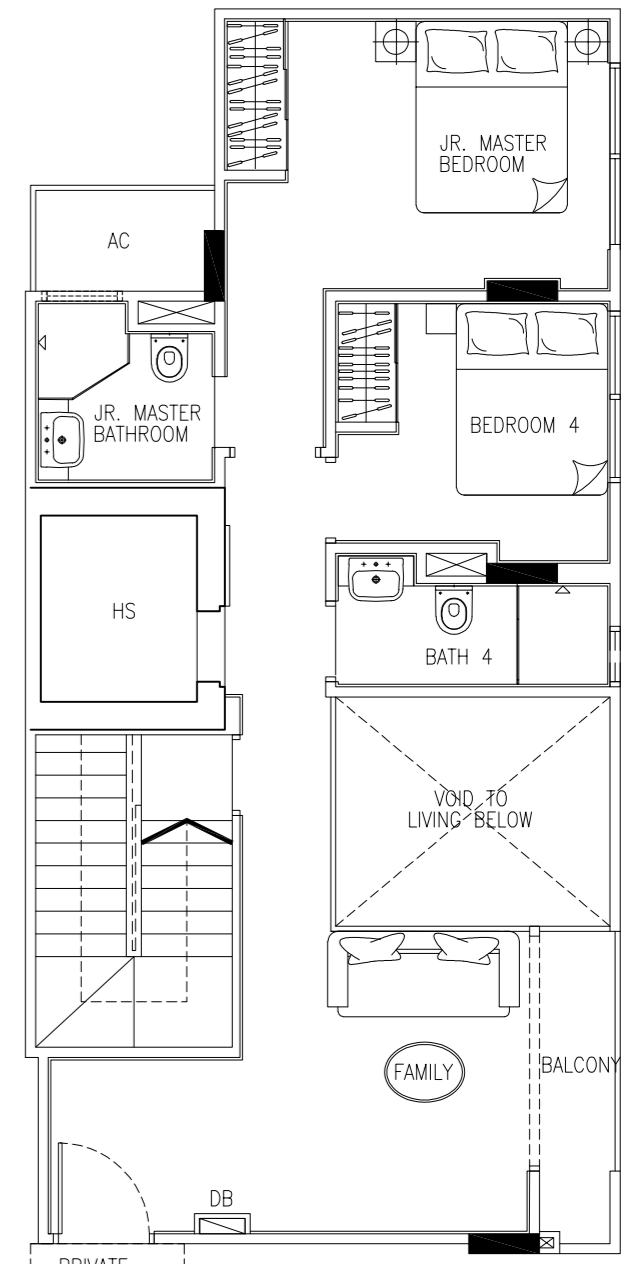 JR. MASTER
BEDROOM
AC
JR. MASTER
BATHROOM
BEDROOM 4
HS
BATH 4
VOID TO
LIVING BELOW
FAMILY
BALCONY
DB
PRIVATE